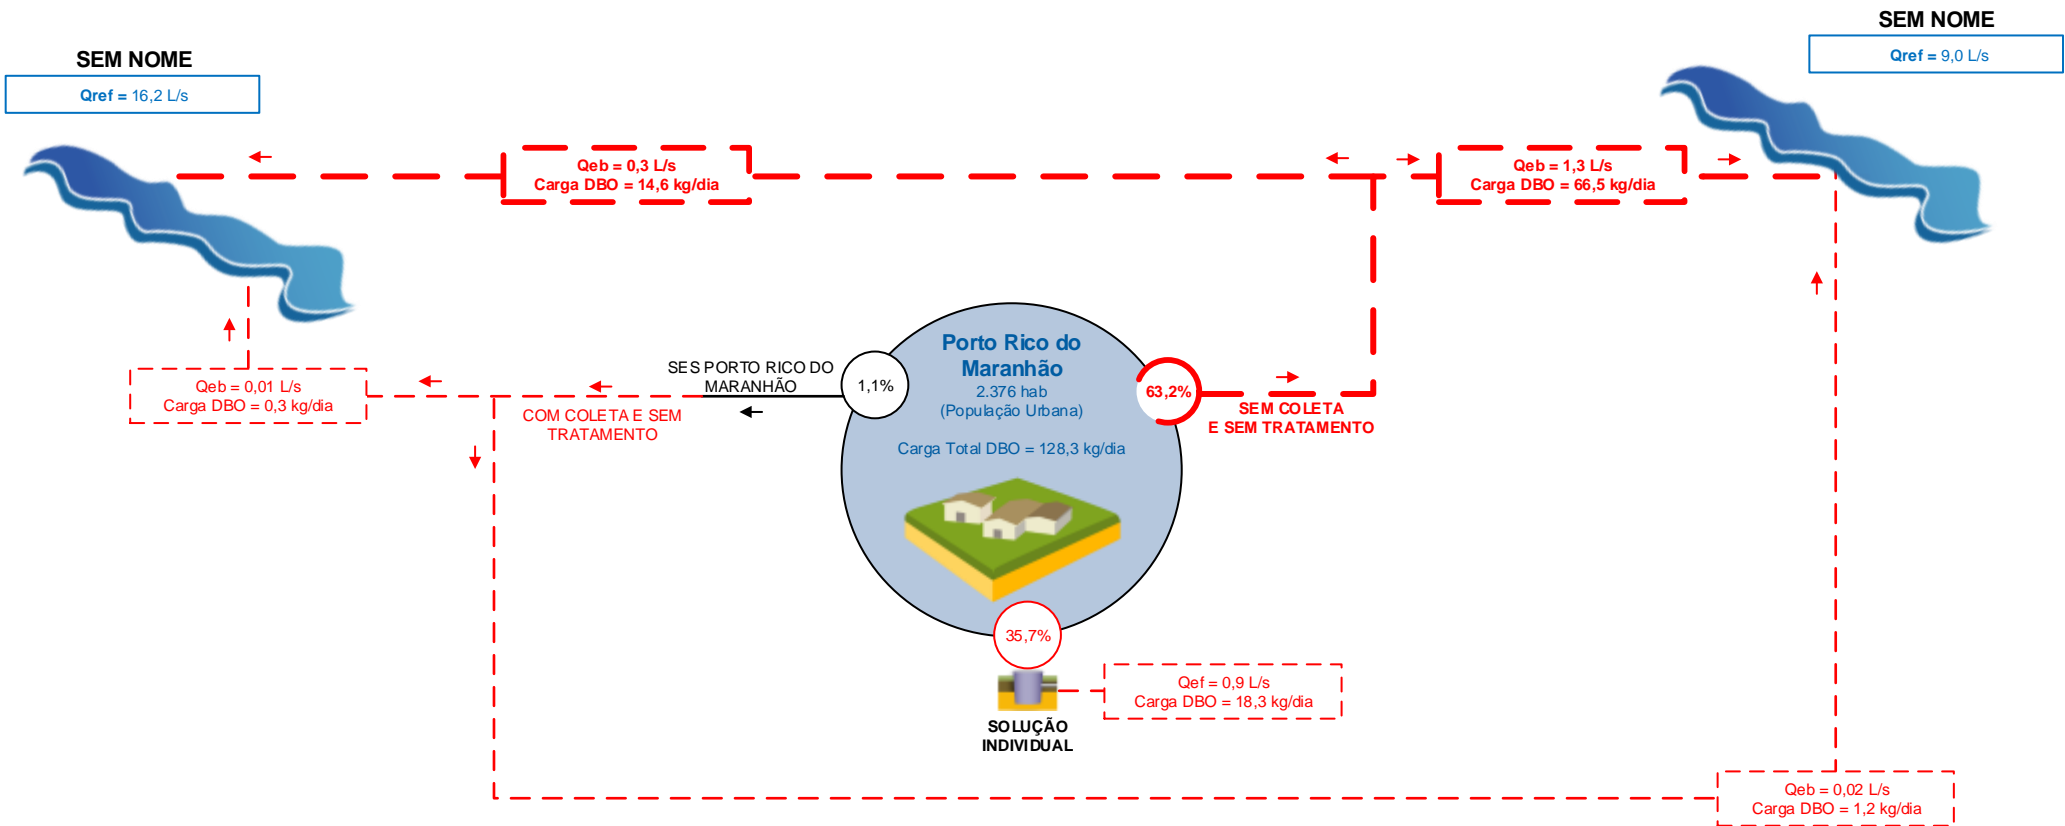 SEM NOME
Qref = 9,0 L/s
SEM NOME
Qref = 16,2 L/s
Qeb = 0,3 L/s
Carga DBO = 14,6 kg/dia
Qeb = 1,3 L/s
Carga DBO = 66,5 kg/dia
Porto Rico do
Maranhão
2.376 hab
(População Urbana)
Carga Total DBO = 128,3 kg/dia
SES PORTO RICO DO
MARANHÃO
1,1%
63,2%
Qeb = 0,01 L/s
Carga DBO = 0,3 kg/dia
COM COLETA E SEM
TRATAMENTO
SEM COLETA
E SEM TRATAMENTO
35,7%
Qef = 0,9 L/s
Carga DBO = 18,3 kg/dia
SOLUÇÃO
INDIVIDUAL
Qeb = 0,02 L/s
Carga DBO = 1,2 kg/dia